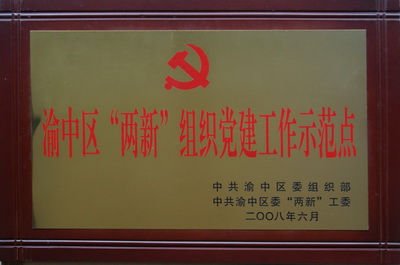 渝中区“两新”组织党建工作示范点
中共渝中区委组织部
中共渝中区委“两新”工委
二〇〇八年六月